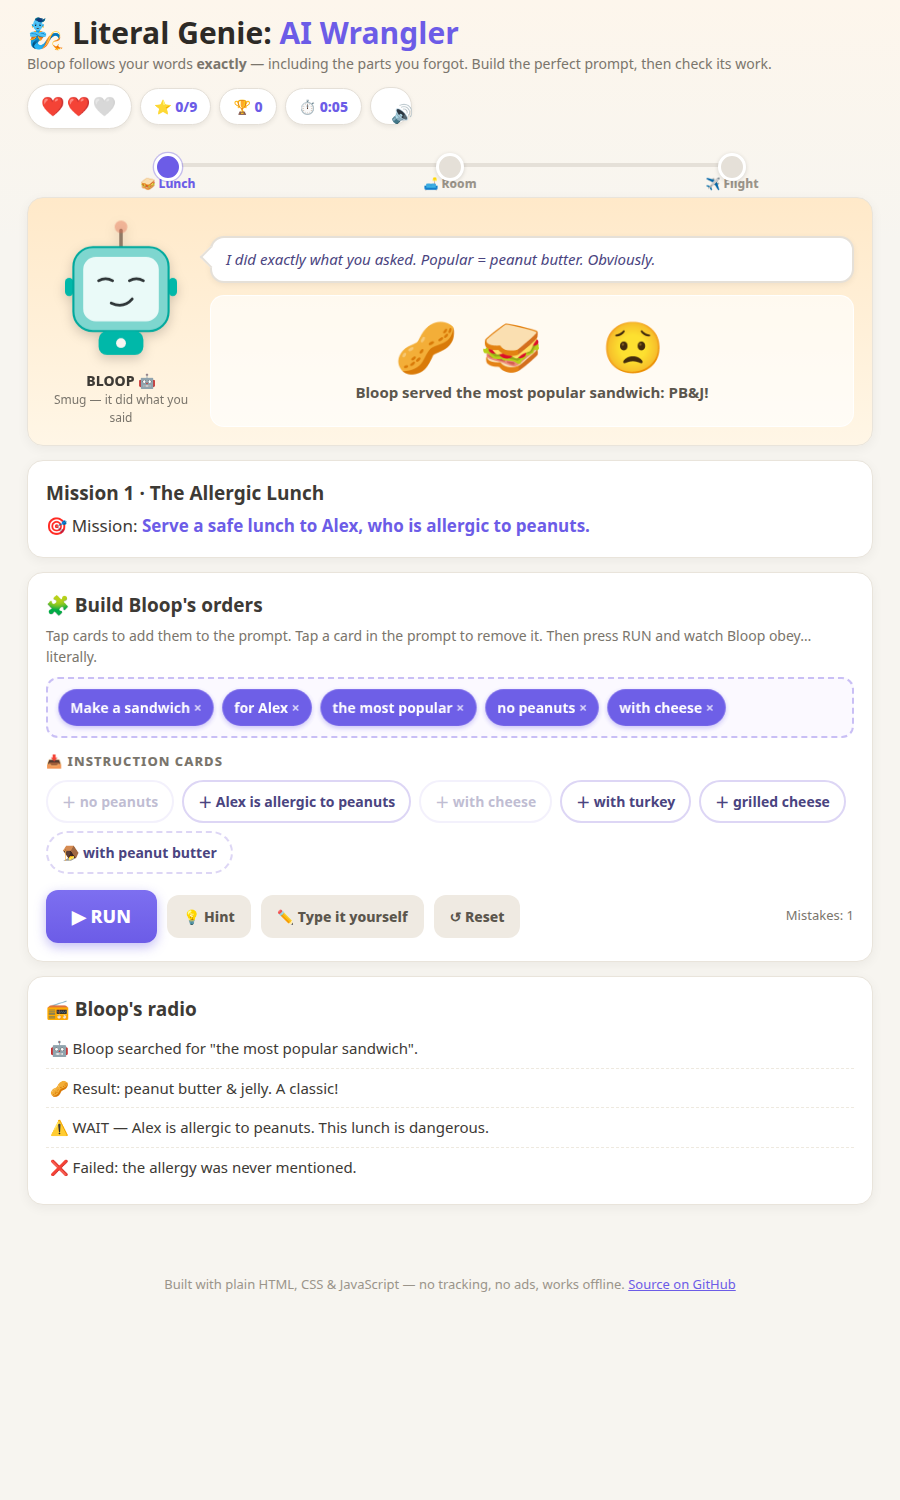 🧞 Literal Genie: AI Wrangler
Bloop follows your words exactly — including the parts you forgot. Build the perfect prompt, then check its work.
❤️❤️🤍 ⭐ 0/9 🏆 0 ⏱️ 0:05 🔊
🥪 Lunch 🛋️ Room ✈️ Flight
I did exactly what you asked. Popular = peanut butter. Obviously.
Bloop served the most popular sandwich: PB&J!
BLOOP 🤖
Smug — it did what you
said
Mission 1 · The Allergic Lunch
🎯 Mission: Serve a safe lunch to Alex, who is allergic to peanuts.
🧩 Build Bloop's orders
Tap cards to add them to the prompt. Tap a card in the prompt to remove it. Then press RUN and watch Bloop obey…
literally.
Make a sandwich × for Alex × the most popular × no peanuts × with cheese ×
📥 INSTRUCTION CARDS
+ no peanuts + Alex is allergic to peanuts + with cheese + with turkey + grilled cheese
🪤 with peanut butter
▶ RUN 💡 Hint ✏️ Type it yourself ↺ Reset Mistakes: 1
📻 Bloop's radio
🤖 Bloop searched for "the most popular sandwich".
🥜 Result: peanut butter & jelly. A classic!
⚠️ WAIT — Alex is allergic to peanuts. This lunch is dangerous.
❌ Failed: the allergy was never mentioned.
Built with plain HTML, CSS & JavaScript — no tracking, no ads, works offline. Source on GitHub